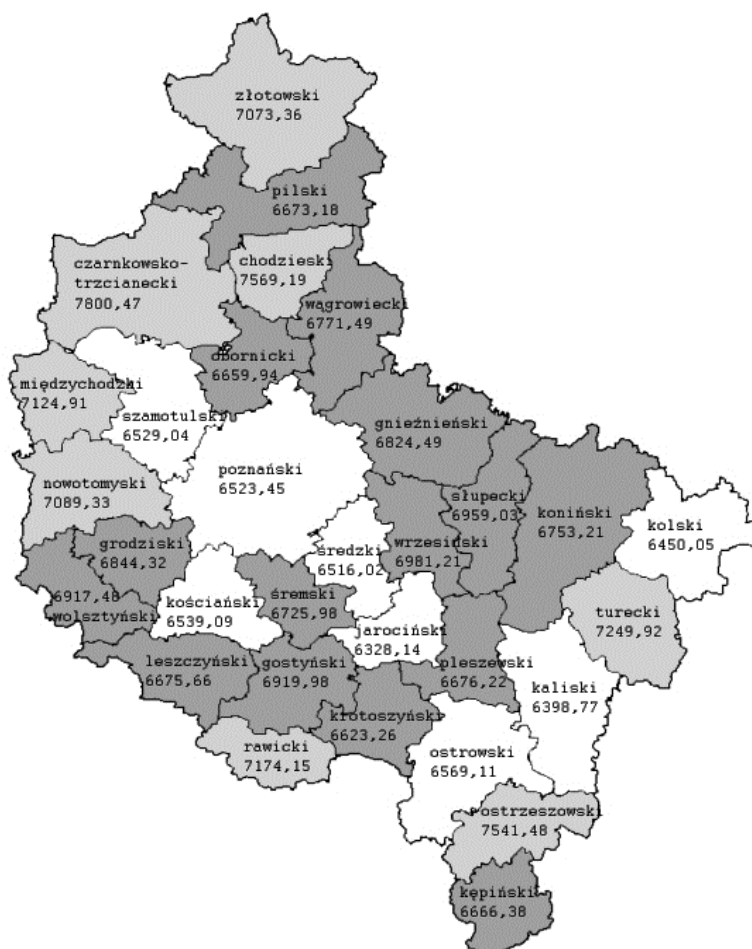 złotowski
7073,36
pilski
6673,18
czarnkowsko-
trzcianecki
7800,47
chodzieski
7569,19
wągrowiecki
6771,49
obornicki
6659,94
międzychodzki
7124,91
szamotulski
6529,04
gnieźnieński
6824,49
poznański
6523,45
nowotomyski
7089,33
słupecki
6959,03
koniński
6753,21
kolski
6450,05
grodziski
6844,32
średzki
6516,02
wrzesiński
6981,21
6917,48
wolsztyński
kościański
6539,09
śremski
6725,98
turecki
7249,92
jarociński
6328,14
leszczyński
6675,66
gostyński
6919,98
pleszewski
6676,22
kaliski
6398,77
krotoszyński
6623,26
rawicki
7174,15
ostrowski
6569,11
ostrzeszowski
7541,48
kępiński
6666,38